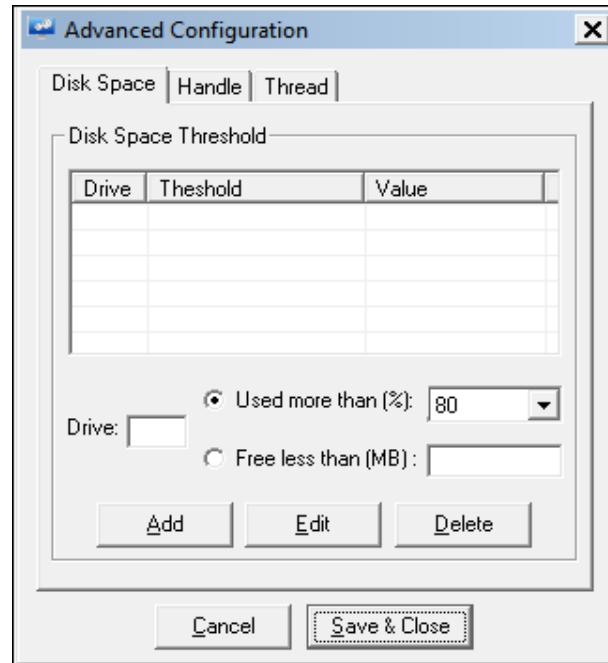 Advanced Configuration
Disk Space Handle Thread
Disk Space Threshold
Drive Theshold Value
Used more than (%): 80
Drive:
Free less than (MB) :
Add Edit Delete
Cancel Save & Close